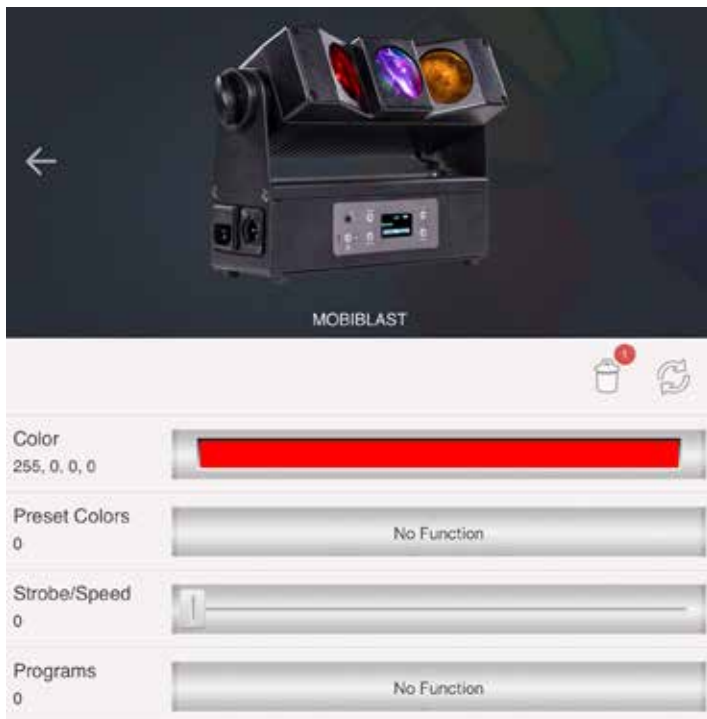 MOBIBLAST
Color
255, 0. 0, 0
Preset Colors
0
No Function
Strobe/Speed
0
Programs
0
No Function